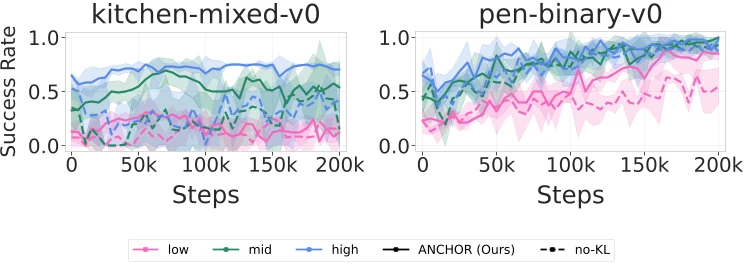 kitchen-mixed-v0
pen-binary-v0
Success Rate
1.0
0.5
0.0
0 50k 100k 150k 200k
Steps
1.0
0.5
0.0
0 50k 100k 150k 200k
Steps
low mid high ANCHOR (Ours) no-KL